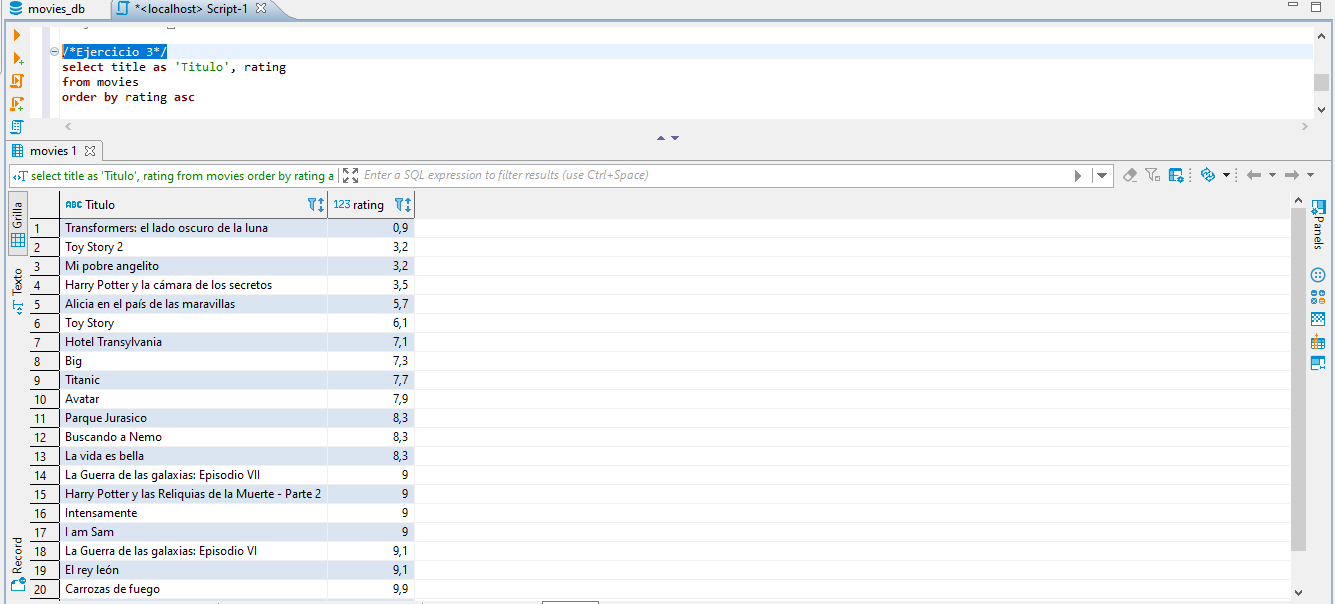 movies_db
*<localhost> Script-1
/*Ejercicio 3*/
select title as 'Titulo', rating
from movies
order by rating asc
movies 1
select title as 'Titulo', rating from movies order by rating a
Enter a SQL expression to filter results (use Ctrl+Space)
Grilla
Texto
Record
Panels
ABC Titulo
123 rating
1 Transformers: el lado oscuro de la luna 0,9
2 Toy Story 2 3,2
3 Mi pobre angelito 3,2
4 Harry Potter y la cámara de los secretos 3,5
5 Alicia en el país de las maravillas 5,7
6 Toy Story 6,1
7 Hotel Transylvania 7,1
8 Big 7,3
9 Titanic 7,7
10 Avatar 7,9
11 Parque Jurasico 8,3
12 Buscando a Nemo 8,3
13 La vida es bella 8,3
14 La Guerra de las galaxias: Episodio VII 9
15 Harry Potter y las Reliquias de la Muerte - Parte 2 9
16 Intensamente 9
17 I am Sam 9
18 La Guerra de las galaxias: Episodio VI 9,1
19 El rey león 9,1
20 Carrozas de fuego 9,9